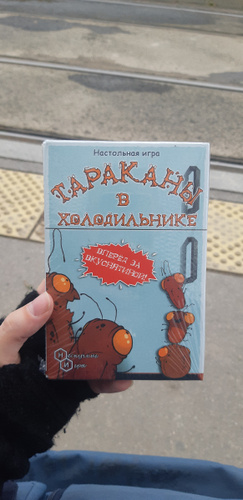 Настольная игра
ТАРАКАНЫ
В
ХОЛОДИЛЬНИКЕ
ВПЕРЕД ЗА
ВКУСНЯТИНОЙ!